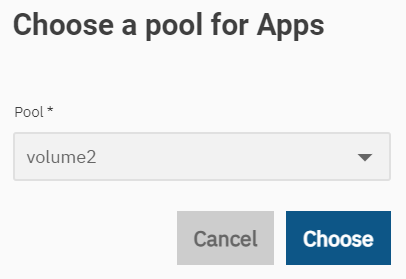 Choose a pool for Apps
Pool *
volume2
Cancel
Choose